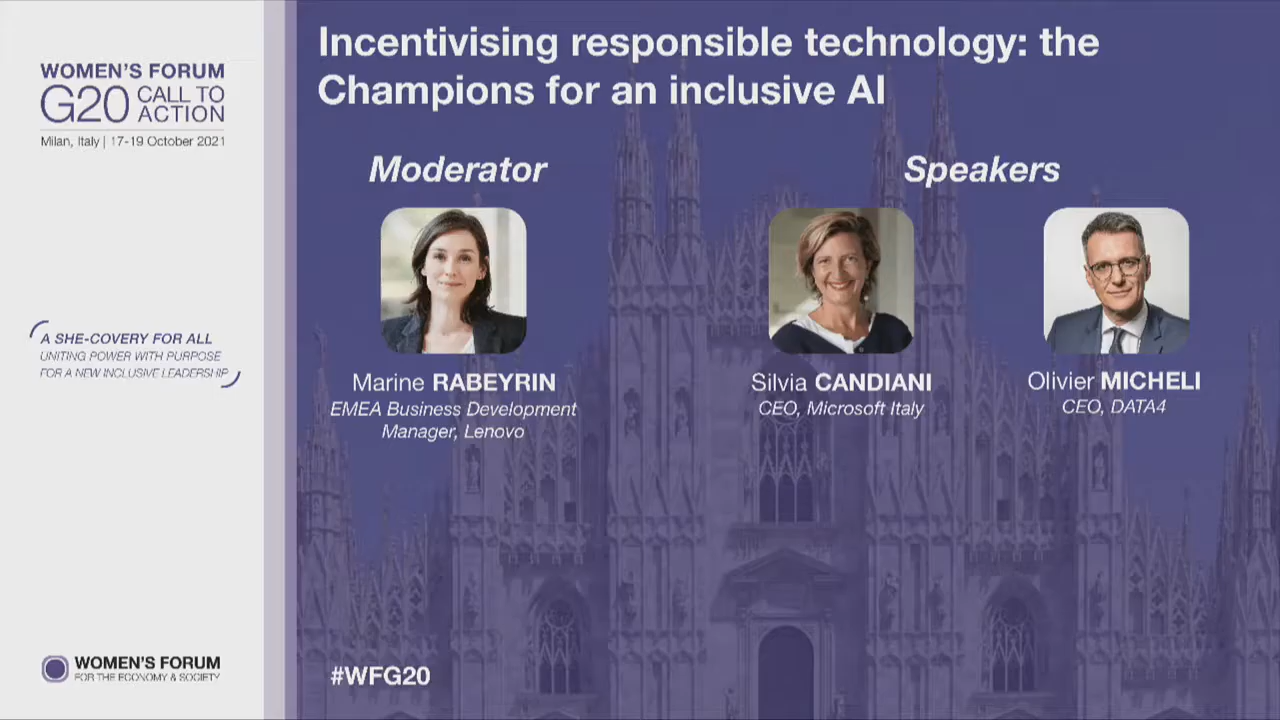 WOMEN'S FORUM
G20 CALL TO ACTION
Milan, Italy | 17-19 October 2021
A SHE-COVERY FOR ALL
UNITING POWER WITH PURPOSE
FOR A NEW INCLUSIVE LEADERSHIP
WOMEN'S FORUM
FOR THE ECONOMY & SOCIETY
Incentivising responsible technology: the
Champions for an inclusive AI
Moderator
Marine RABEYRIN
EMEA Business Development
Manager, Lenovo
Speakers
Silvia CANDIANI
CEO, Microsoft Italy
Olivier MICHELI
CEO, DATA4
#WFG20